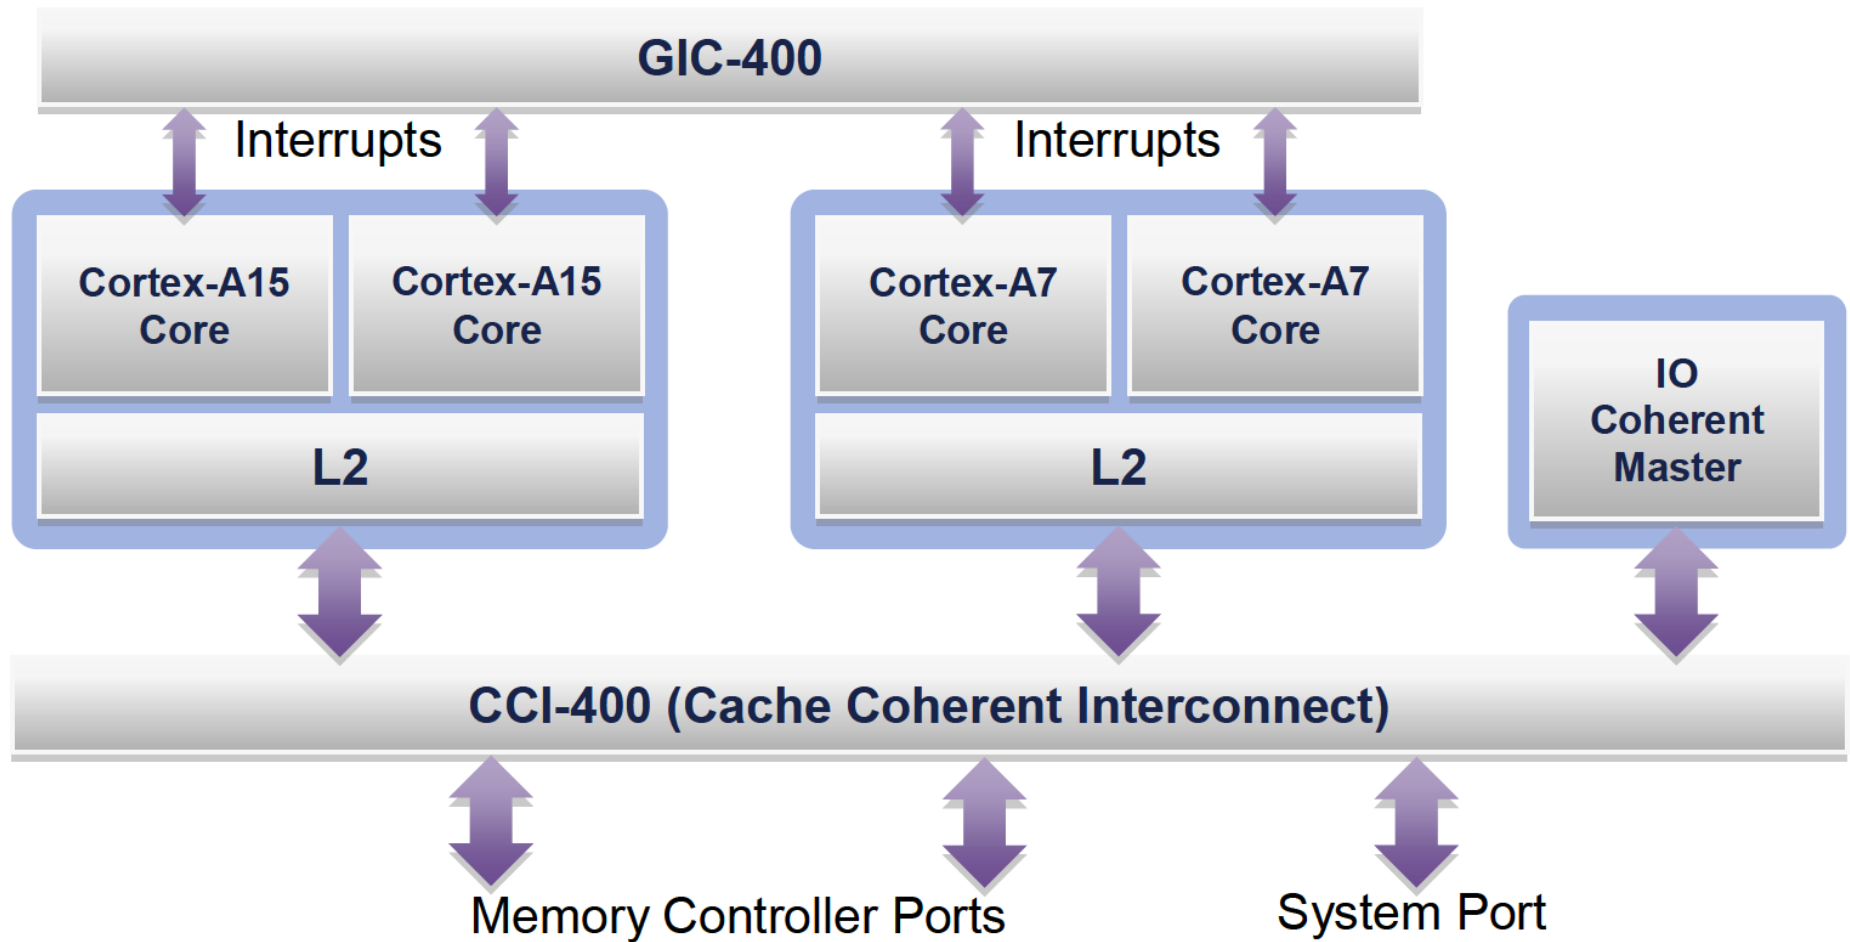 GIC-400
Interrupts
Interrupts
Cortex-A15
Core
Cortex-A15
Core
L2
Cortex-A7
Core
Cortex-A7
Core
L2
IO
Coherent
Master
CCI-400 (Cache Coherent Interconnect)
Memory Controller Ports
System Port